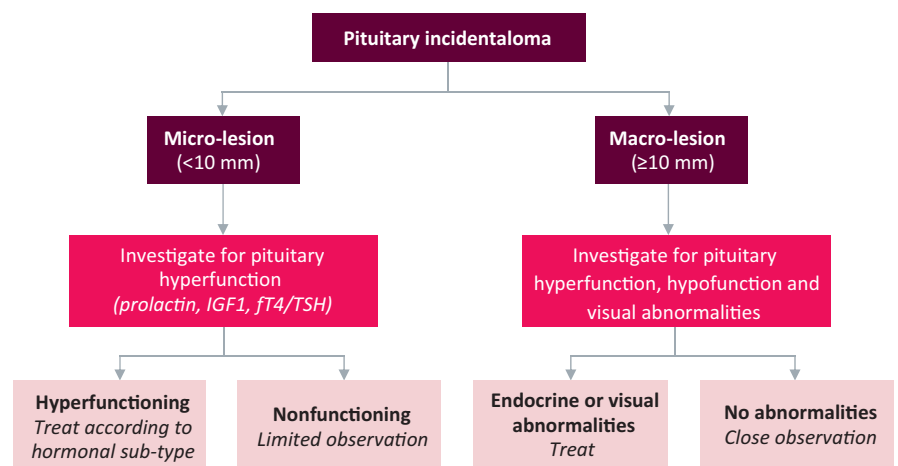 Pituitary incidentaloma
Micro-lesion
(<10 mm)
Macro-lesion
(≥10 mm)
Investigate for pituitary
hyperfunction
(prolactin, IGF1, fT4/TSH)
Investigate for pituitary
hyperfunction, hypofunction and
visual abnormalities
Hyperfunctioning
Treat according to
hormonal sub-type
Nonfunctioning
Limited observation
Endocrine or visual
abnormalities
Treat
No abnormalities
Close observation